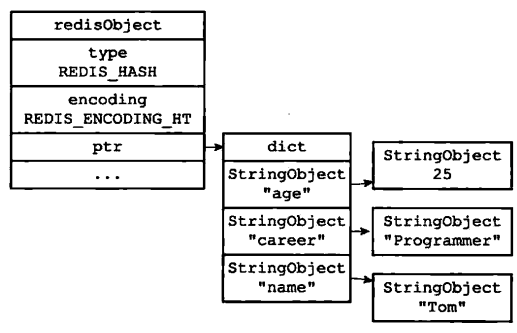 redisObject
type
REDIS_HASH
encoding
REDIS_ENCODING_HT
ptr
...
dict
StringObject
"age"
StringObject
"career"
StringObject
"name"
StringObject
25
StringObject
"Programmer"
StringObject
"Tom"